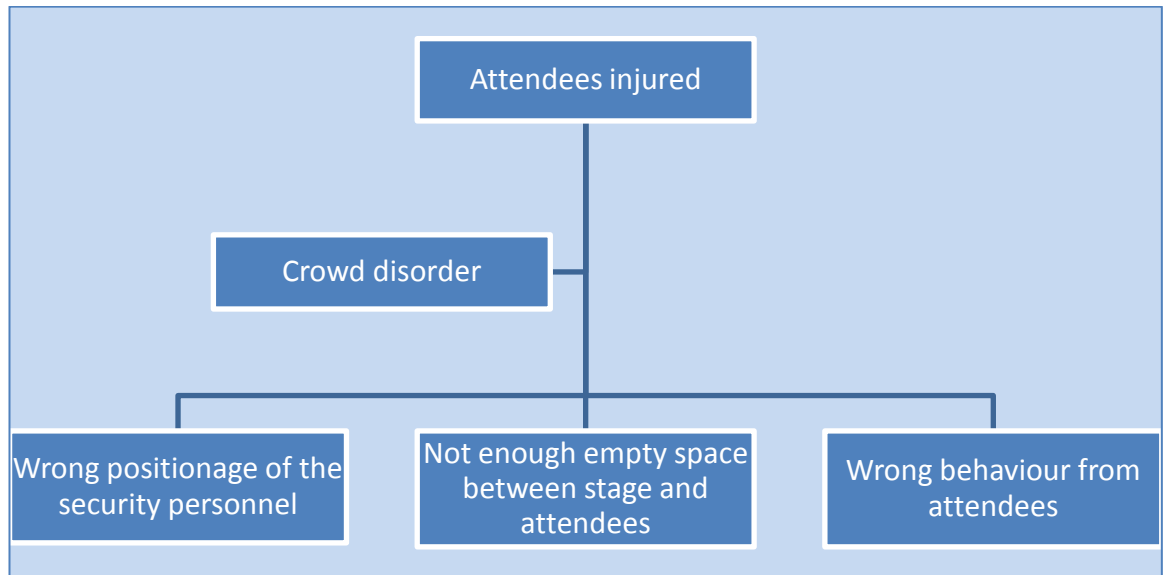 Attendees injured
Crowd disorder
Wrong positionage of the
security personnel
Not enough empty space
between stage and
attendees
Wrong behaviour from
attendees